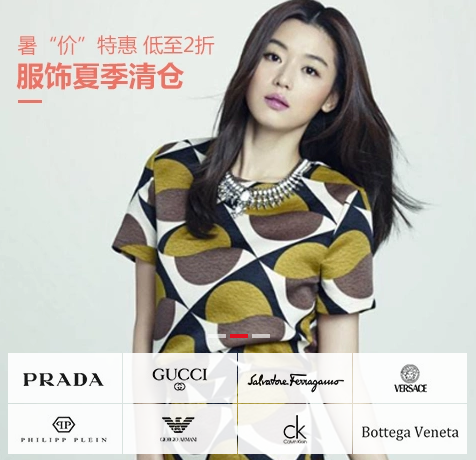 暑“价”特惠 低至2折
服饰夏季清仓
PRADA
GUCCI
Salvatore Ferragamo
VERSACE
PHILIPP PLEIN
GIORGIO ARMANI
ck
Calvin Klein
Bottega Veneta